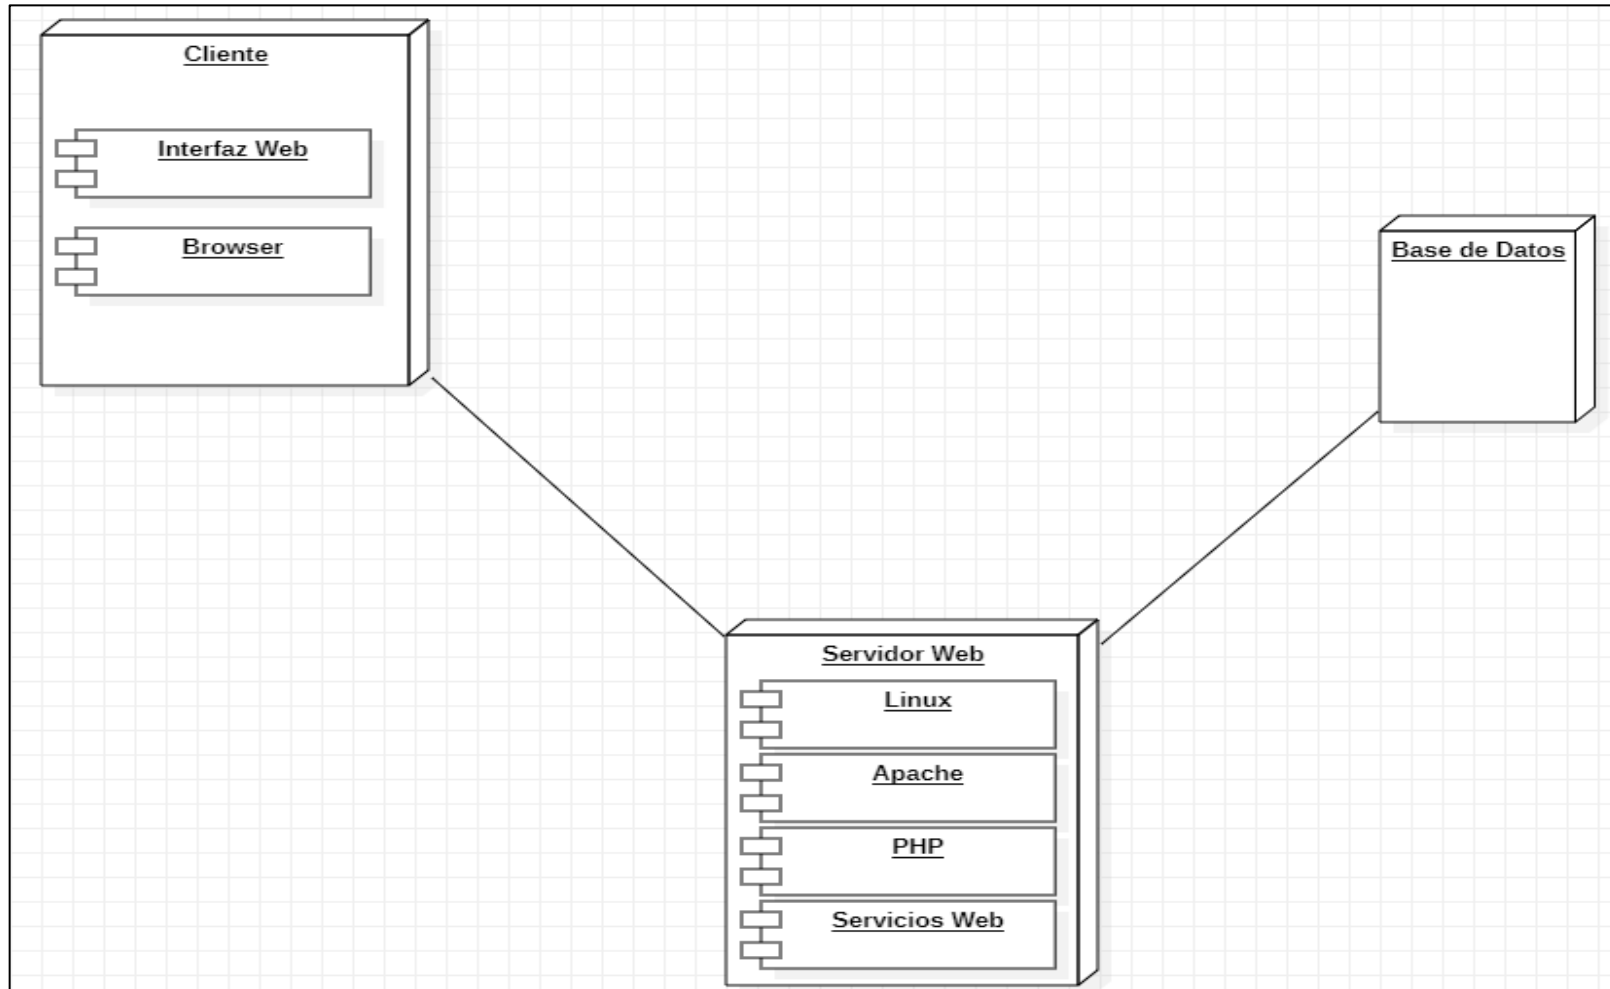 Cliente
Interfaz Web
Browser
Base de Datos
Servidor Web
Linux
Apache
PHP
Servicios Web